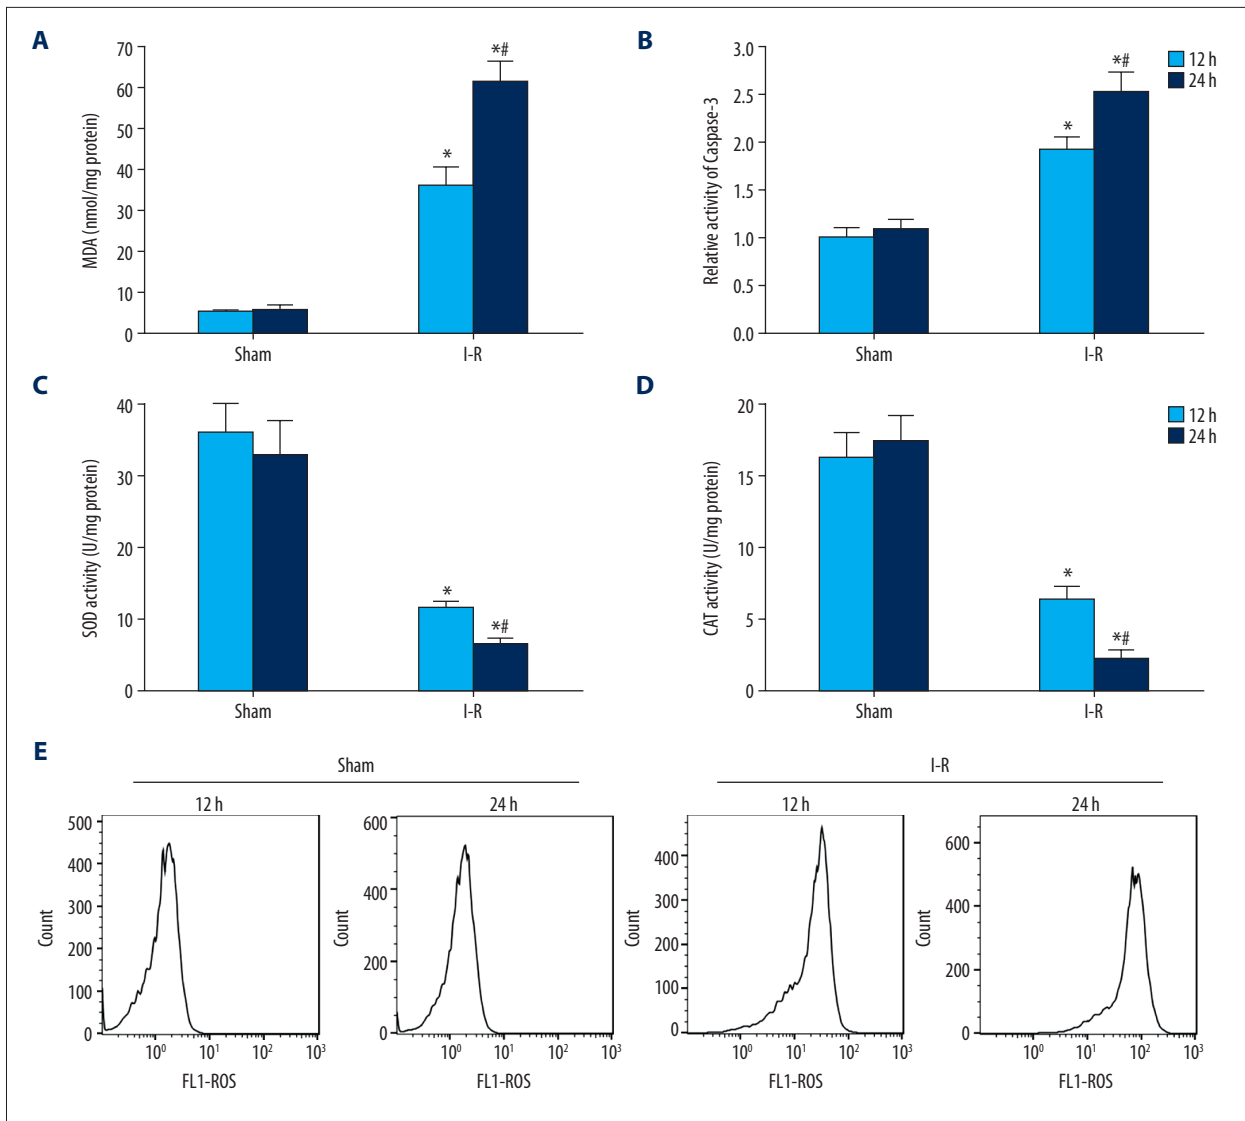 A
70
60
50
40
30
20
10
0
MDA (nmol/mg protein)
*
*#
Sham
I-R
B
3.0
2.5
2.0
1.5
1.0
0.5
0.0
Relative activity of Caspase-3
*
*#
Sham
I-R
12 h
24 h
C
40
30
20
10
0
SOD activity (U/mg protein)
*
*#
Sham
I-R
D
20
15
10
5
0
CAT activity (U/mg protein)
*
*#
Sham
I-R
12 h
24 h
E
Sham
I-R
12 h
500
400
300
200
100
0
Count
10⁰ 10¹ 10² 10³
FL1-ROS
24 h
600
400
200
0
Count
10⁰ 10¹ 10² 10³
FL1-ROS
12 h
400
300
200
100
0
Count
10⁰ 10¹ 10² 10³
FL1-ROS
24 h
600
400
200
0
Count
10⁰ 10¹ 10² 10³
FL1-ROS